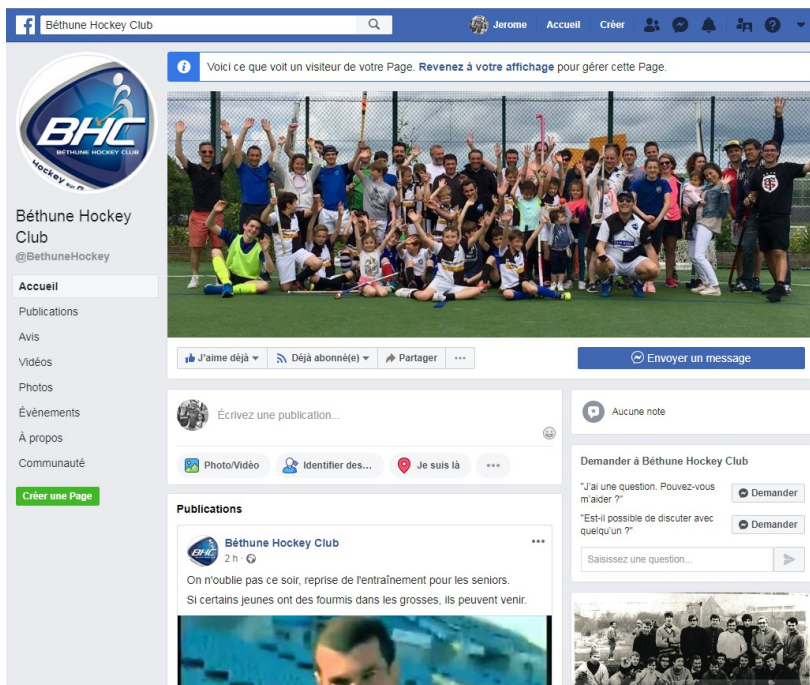 Béthune Hockey Club
Jerome
Accueil
Créer
Voici ce que voit un visiteur de votre Page. Revenez à votre affichage pour gérer cette Page.
BHC
BÉTHUNE HOCKEY CLUB
Béthune Hockey
Club
@BethuneHockey
Accueil
Publications
Avis
Vidéos
Photos
Évènements
À propos
Communauté
Créer une Page
J'aime déjà
Déjà abonné(e)
Partager
Envoyer un message
Écrivez une publication...
Photo/Vidéo
Identifier des...
Je suis là
Publications
Béthune Hockey Club
2 h
On n'oublie pas ce soir, reprise de l'entraînement pour les seniors.
Si certains jeunes ont des fourmis dans les grosses, ils peuvent venir.
Aucune note
Demander à Béthune Hockey Club
"J'ai une question. Pouvez-vous
m'aider ?"
Demander
"Est-il possible de discuter avec
quelqu'un ?"
Demander
Saisissez une question...